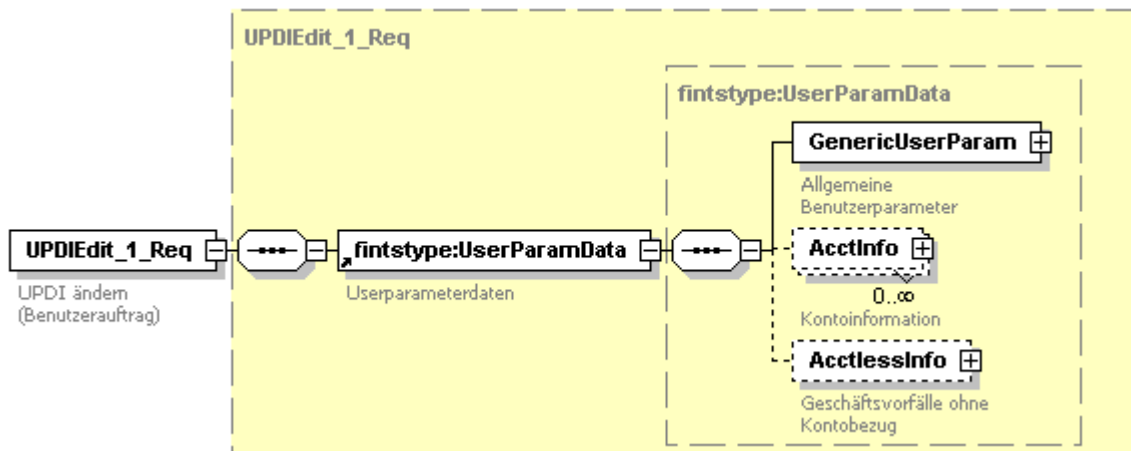 UPDIEdit_1_Req
fintstype:UserParamData
GenericUserParam
Allgemeine
Benutzerparameter
UPDIEdit_1_Req
UPDI ändern
(Benutzerauftrag)
fintstype:UserParamData
Userparameterdaten
AcctInfo
0..∞
Kontoinformation
AcctlessInfo
Geschäftsvorfälle ohne
Kontobezug